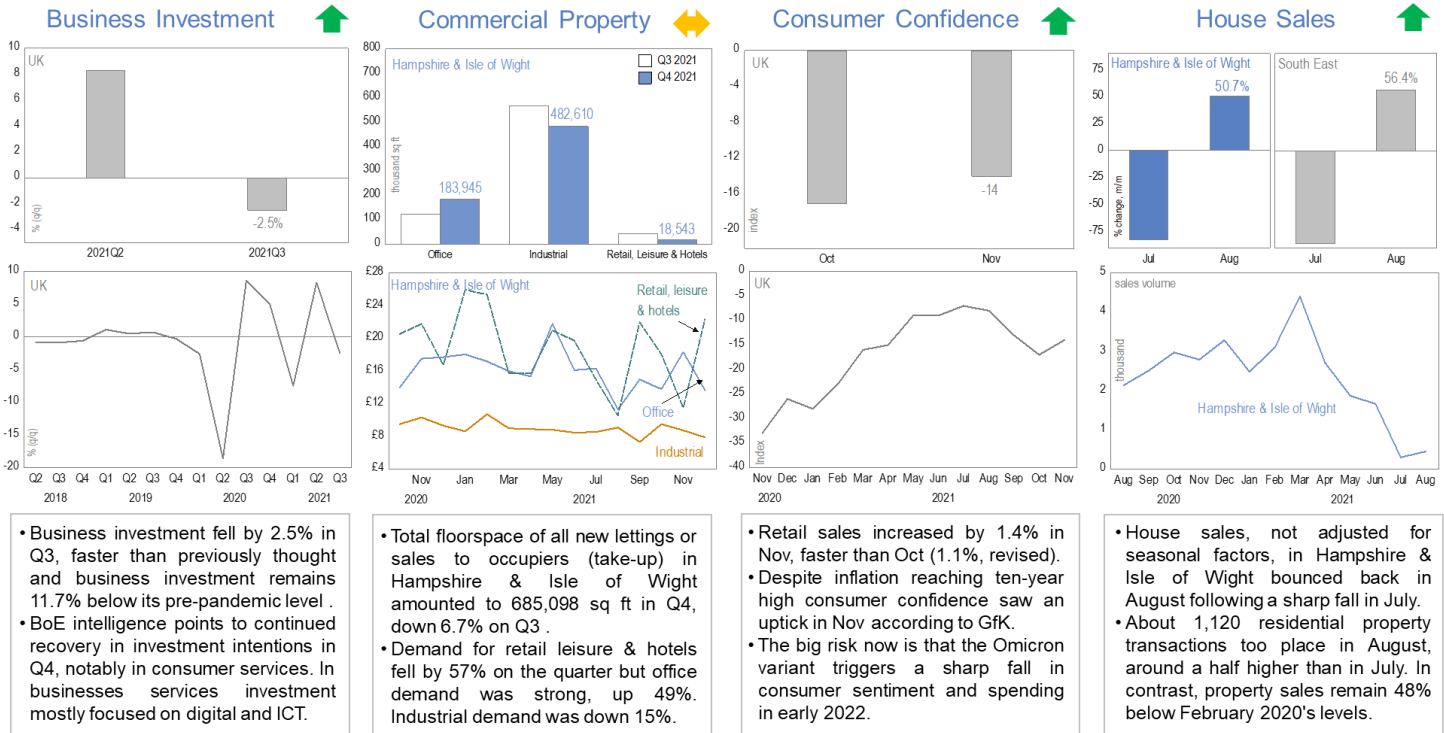 Business Investment
Commercial Property
Consumer Confidence
House Sales
10
8
6
4
2
0
-2
-4
UK
% (q/q)
-2.5%
2021Q2
2021Q3
800
700
600
500
400
300
200
100
0
thousand sq ft
Hampshire & Isle of Wight
Q3 2021
Q4 2021
183,945
482,610
18,543
Office
Industrial
Retail, Leisure & Hotels
0
-4
-8
-12
-16
-20
UK
index
-14
Oct
Nov
75
50
25
0
-25
-50
-75
% change, m/m
Hampshire & Isle of Wight
50.7%
South East
56.4%
Jul
Aug
Jul
Aug
10
5
0
-5
-10
-15
-20
UK
% (q/q)
Q2 Q3 Q4 Q1 Q2 Q3 Q4 Q1 Q2 Q3 Q4 Q1 Q2 Q3
2018
2019
2020
2021
£28
£24
£20
£16
£12
£8
£4
Hampshire & Isle of Wight
Retail, leisure
& hotels
Office
Industrial
Nov Jan Mar May Jul Sep Nov
2020
2021
0
-5
-10
-15
-20
-25
-30
-35
-40
UK
Index
Nov Dec Jan Feb Mar Apr May Jun Jul Aug Sep Oct Nov
2020
2021
5
4
3
2
1
0
sales volume
thousand
Hampshire & Isle of Wight
Aug Sep Oct Nov Dec Jan Feb Mar Apr May Jun Jul Aug
2020
2021
• Business investment fell by 2.5% in
Q3, faster than previously thought
and business investment remains
11.7% below its pre-pandemic level .
• BoE intelligence points to continued
recovery in investment intentions in
Q4, notably in consumer services. In
businesses services investment
mostly focused on digital and ICT.
• Total floorspace of all new lettings or
sales to occupiers (take-up) in
Hampshire & Isle of Wight
amounted to 685,098 sq ft in Q4,
down 6.7% on Q3 .
• Demand for retail leisure & hotels
fell by 57% on the quarter but office
demand was strong, up 49%.
Industrial demand was down 15%.
• Retail sales increased by 1.4% in
Nov, faster than Oct (1.1%, revised).
• Despite inflation reaching ten-year
high consumer confidence saw an
uptick in Nov according to GfK.
• The big risk now is that the Omicron
variant triggers a sharp fall in
consumer sentiment and spending
in early 2022.
• House sales, not adjusted for
seasonal factors, in Hampshire &
Isle of Wight bounced back in
August following a sharp fall in July.
• About 1,120 residential property
transactions too place in August,
around a half higher than in July. In
contrast, property sales remain 48%
below February 2020's levels.